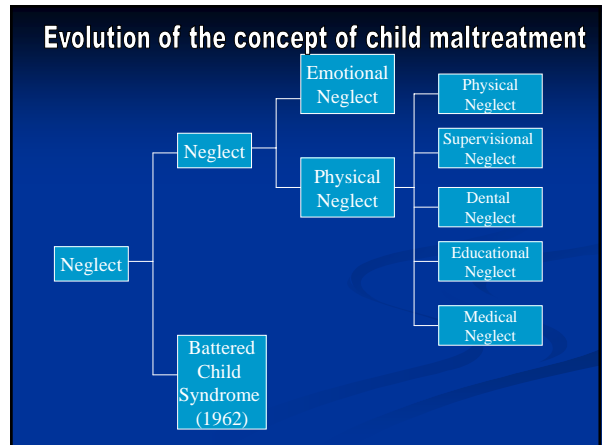 Evolution of the concept of child maltreatment
Neglect
Neglect
Battered
Child
Syndrome
(1962)
Emotional
Neglect
Physical
Neglect
Physical
Neglect
Supervisional
Neglect
Dental
Neglect
Educational
Neglect
Medical
Neglect